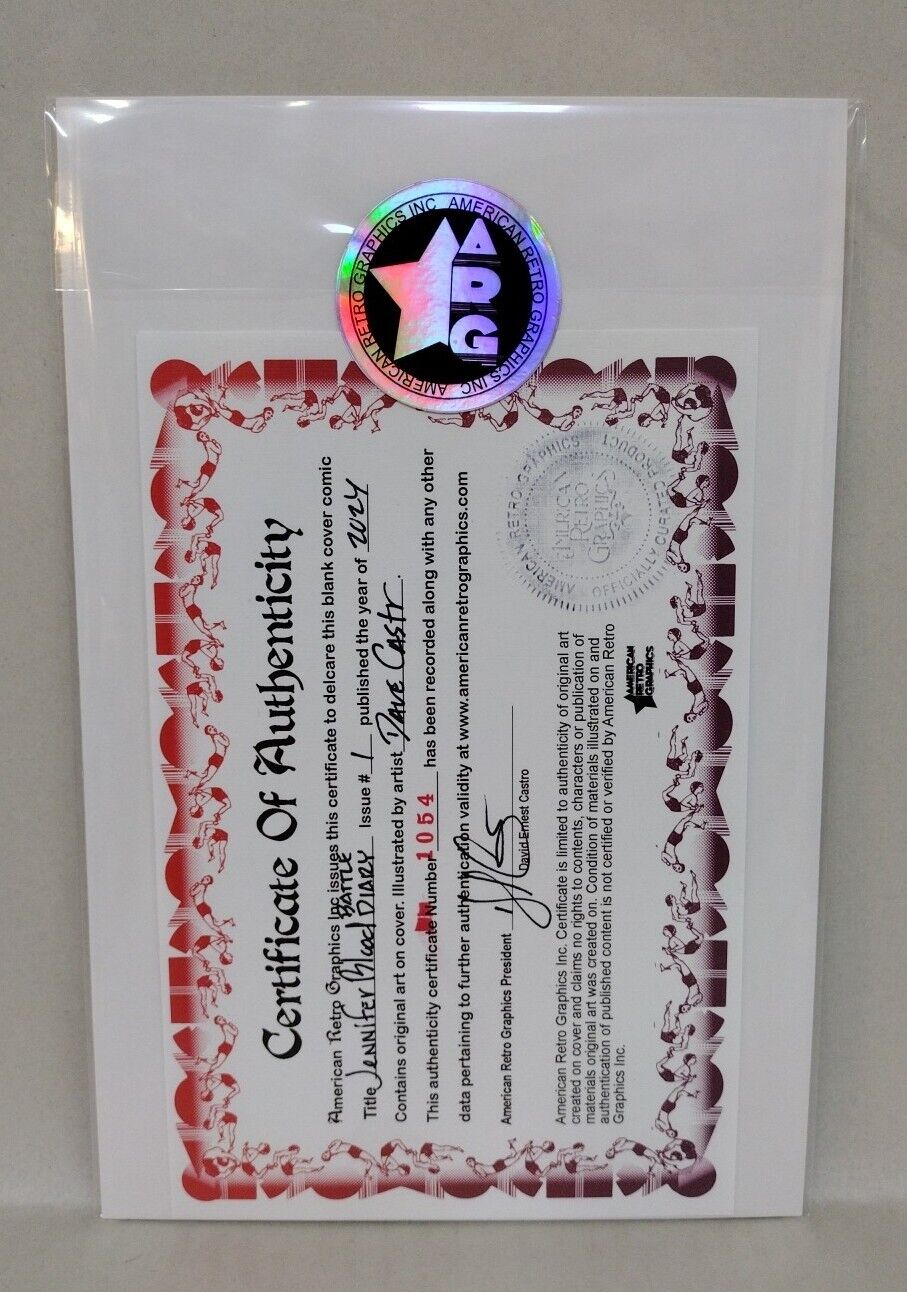 AMERICAN RETRO GRAPHICS INC AMERICAN RETRO GRAPHICS INC
ARG
Certificate Of Authenticity
American Retro Graphics Inc issues this certificate to delcare this blank cover comic
BATTLE
Title Jennifer Blood DIARY Issue # 1 published the year of 2024
Contains original art on cover. Illustrated by artist DAVE CASTR.
This authenticity certificate Number 1054 has been recorded along with any other
data pertaining to further authentication validity at www.americanretrographics.com
American Retro Graphics President
David Ernest Castro
American Retro Graphics Inc. Certificate is limited to authenticity of original art
created on cover and claims no rights to contents, characters or publication of
materials original art was created on. Condition of materials illustrated on and
authentication of published content is not certified or verified by American Retro
Graphics Inc.
AMERICAN
RETRO
GRAPHICS
AMERICAN RETRO GRAPHICS
OFFICIALLY CURATED PRODUCT
AMERICAN
RETRO
GRAPHICS